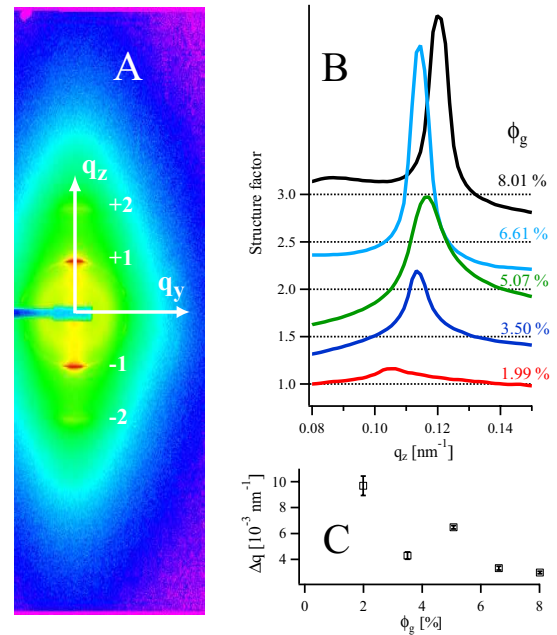 A
q_z
+2
+1
q_y
-1
-2
B
ϕ_g
Structure factor
8.01 %
3.0
6.61 %
2.5
5.07 %
2.0
3.50 %
1.5
1.99 %
1.0
0.08 0.10 0.12 0.14
q_z [nm⁻¹]
C
Δq [10⁻³ nm⁻¹]
10
8
6
4
0 2 4 6 8
ϕ_g [%]